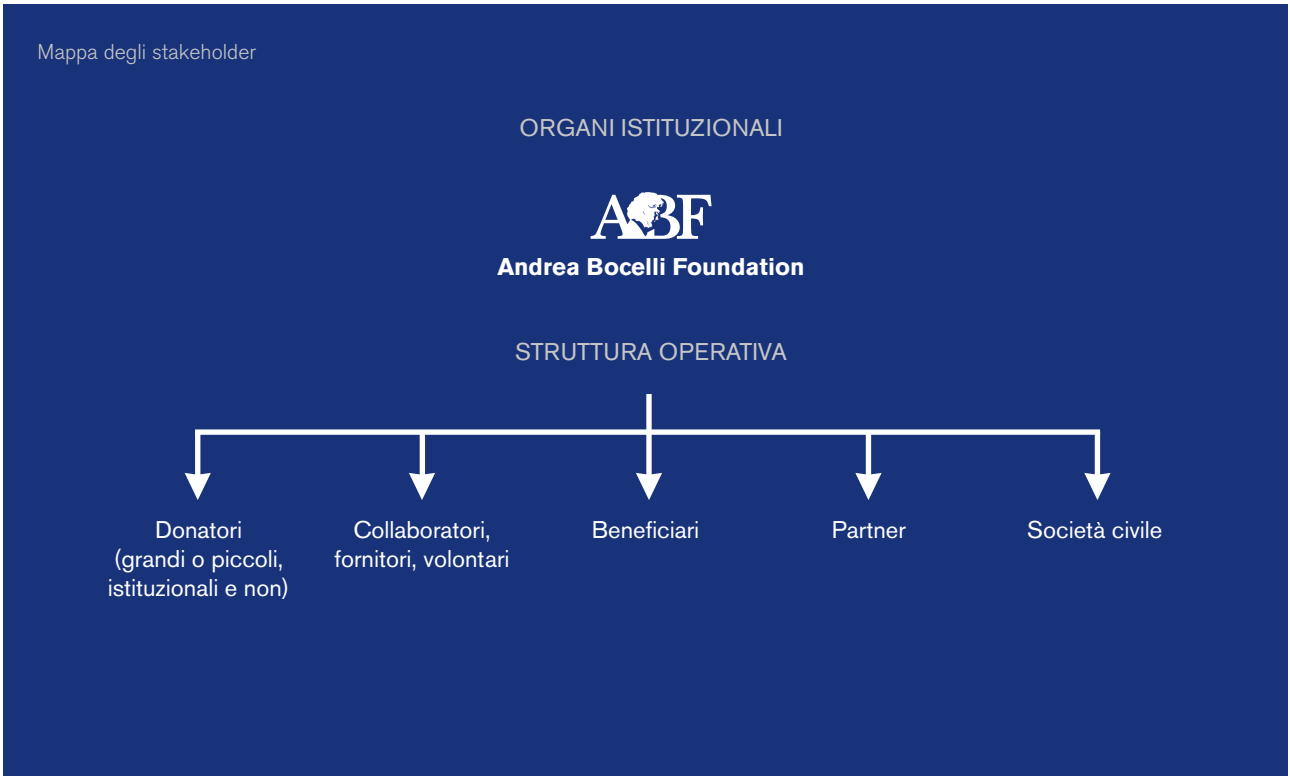 Mappa degli stakeholder
ORGANI ISTITUZIONALI
ABF
Andrea Bocelli Foundation
STRUTTURA OPERATIVA
Donatori
(grandi o piccoli,
istituzionali e non)
Collaboratori,
fornitori, volontari
Beneficiari
Partner
Società civile